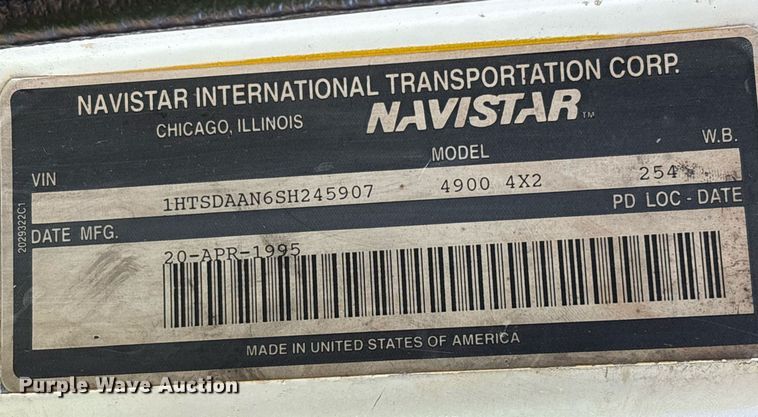 NAVISTAR INTERNATIONAL TRANSPORTATION CORP.
CHICAGO, ILLINOIS NAVISTAR TM
VIN MODEL W.B.
1HTSDAAN6SH245907 4900 4X2 254
DATE MFG. PD LOC - DATE
20-APR-1995
MADE IN UNITED STATES OF AMERICA
2029322C1
Purple Wave Auction